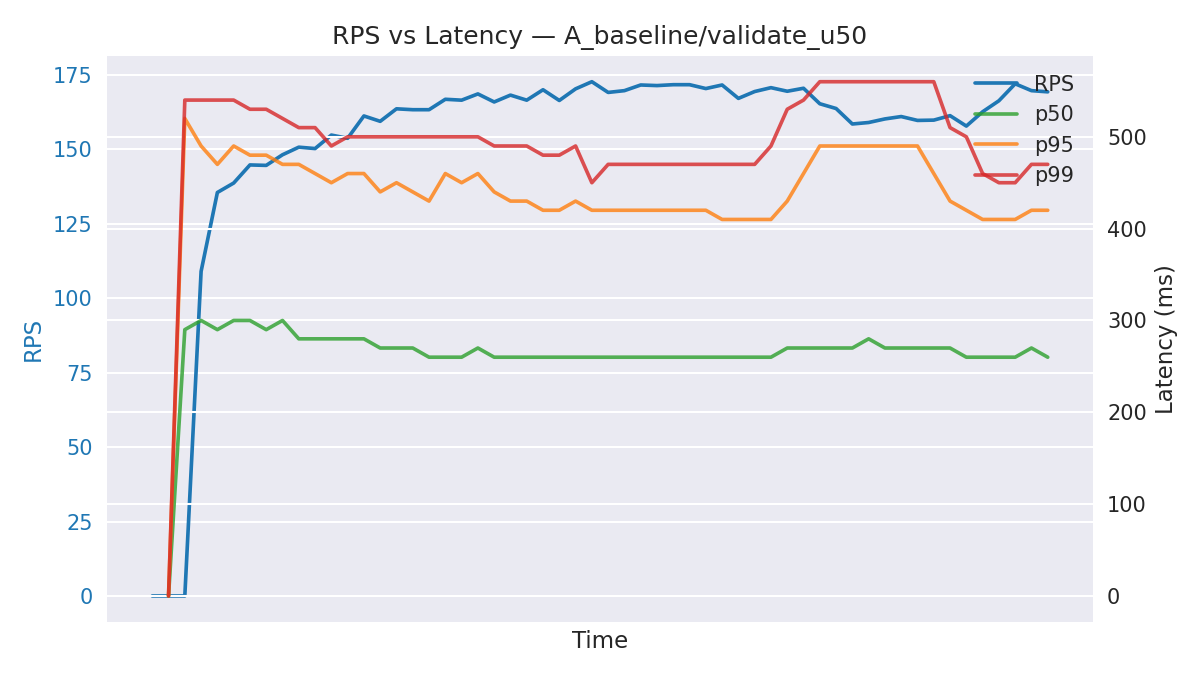 RPS vs Latency — A_baseline/validate_u50
175
150
125
100
75
50
25
0
RPS
500
400
300
200
100
0
Latency (ms)
RPS
p50
p95
p99
Time